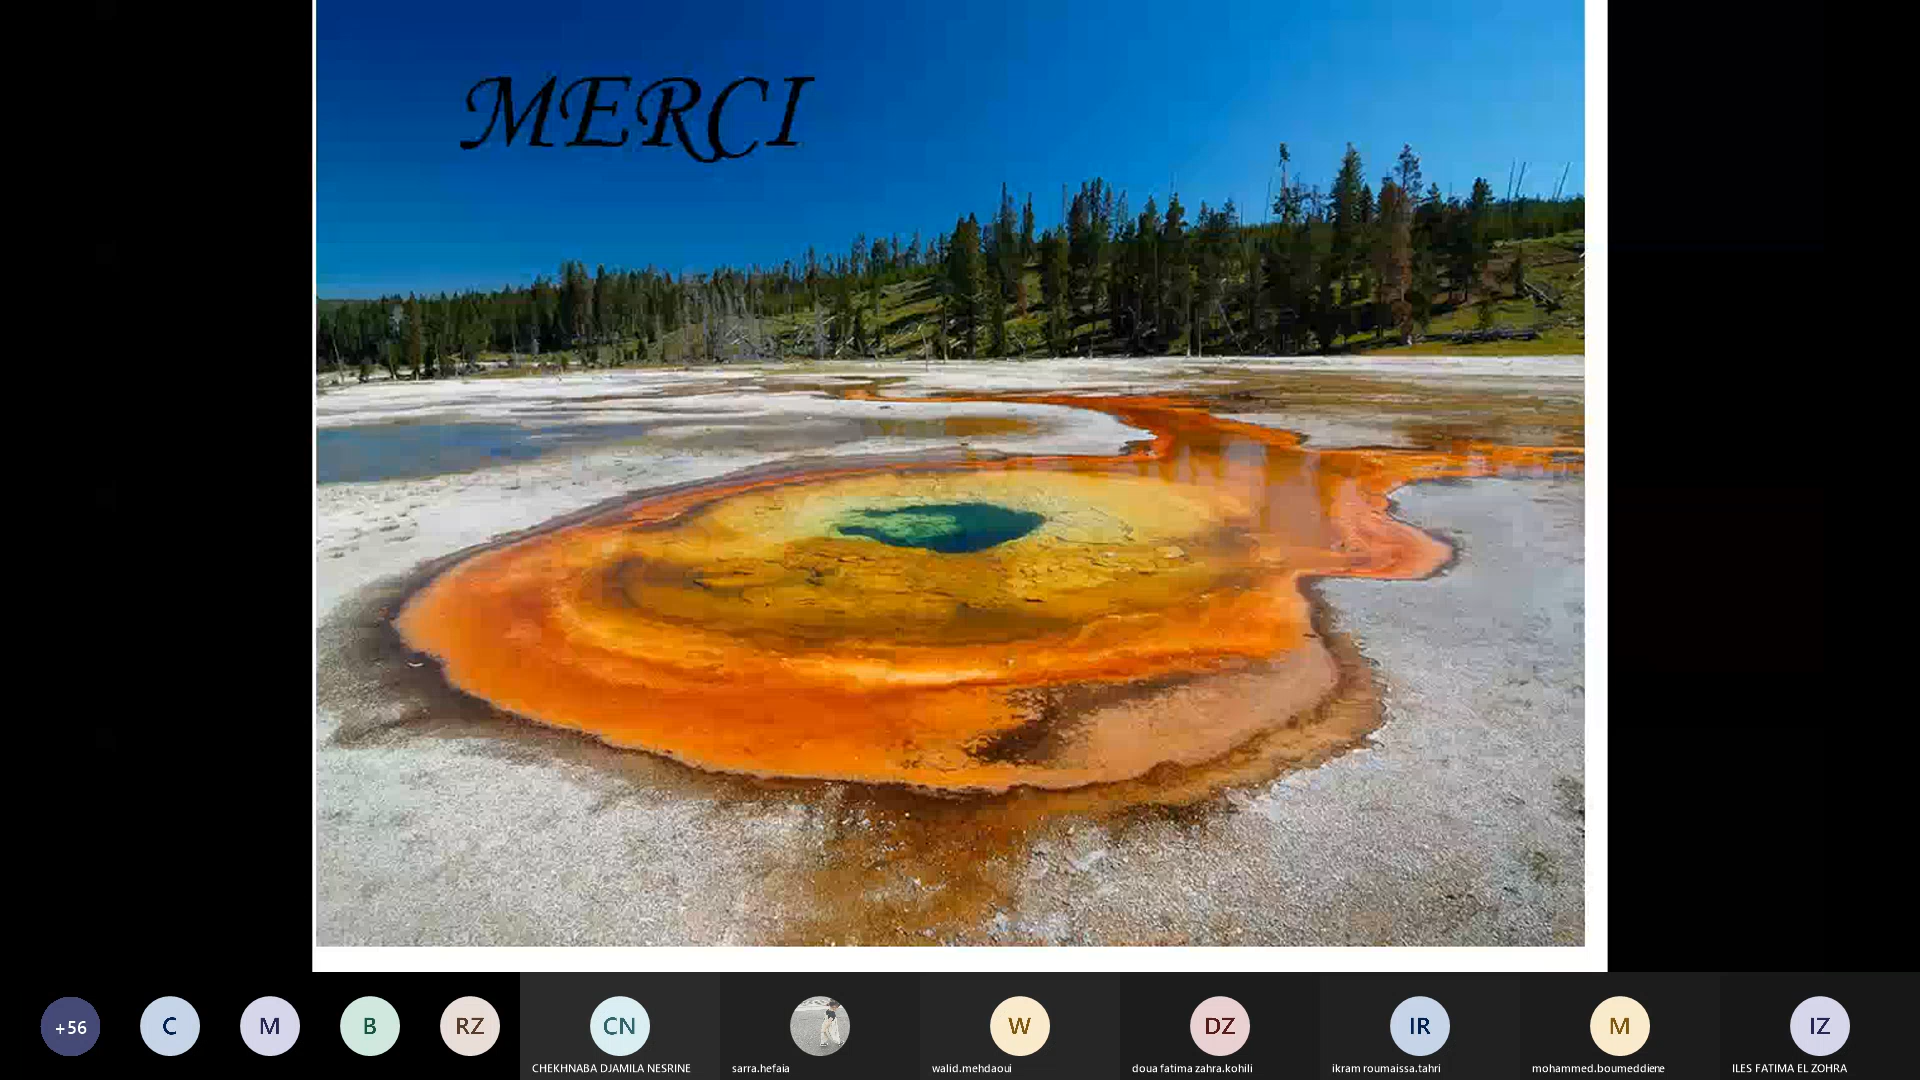 MERCI
+56
C
M
B
RZ
CN
W
DZ
IR
M
IZ
CHEKHNABA DJAMILA NESRINE
sarra.hefaia
walid.mehdaoui
doua fatima zahra.kohili
ikram roumaissa.tahri
mohammed.boumeddiene
ILES FATIMA EL ZOHRA